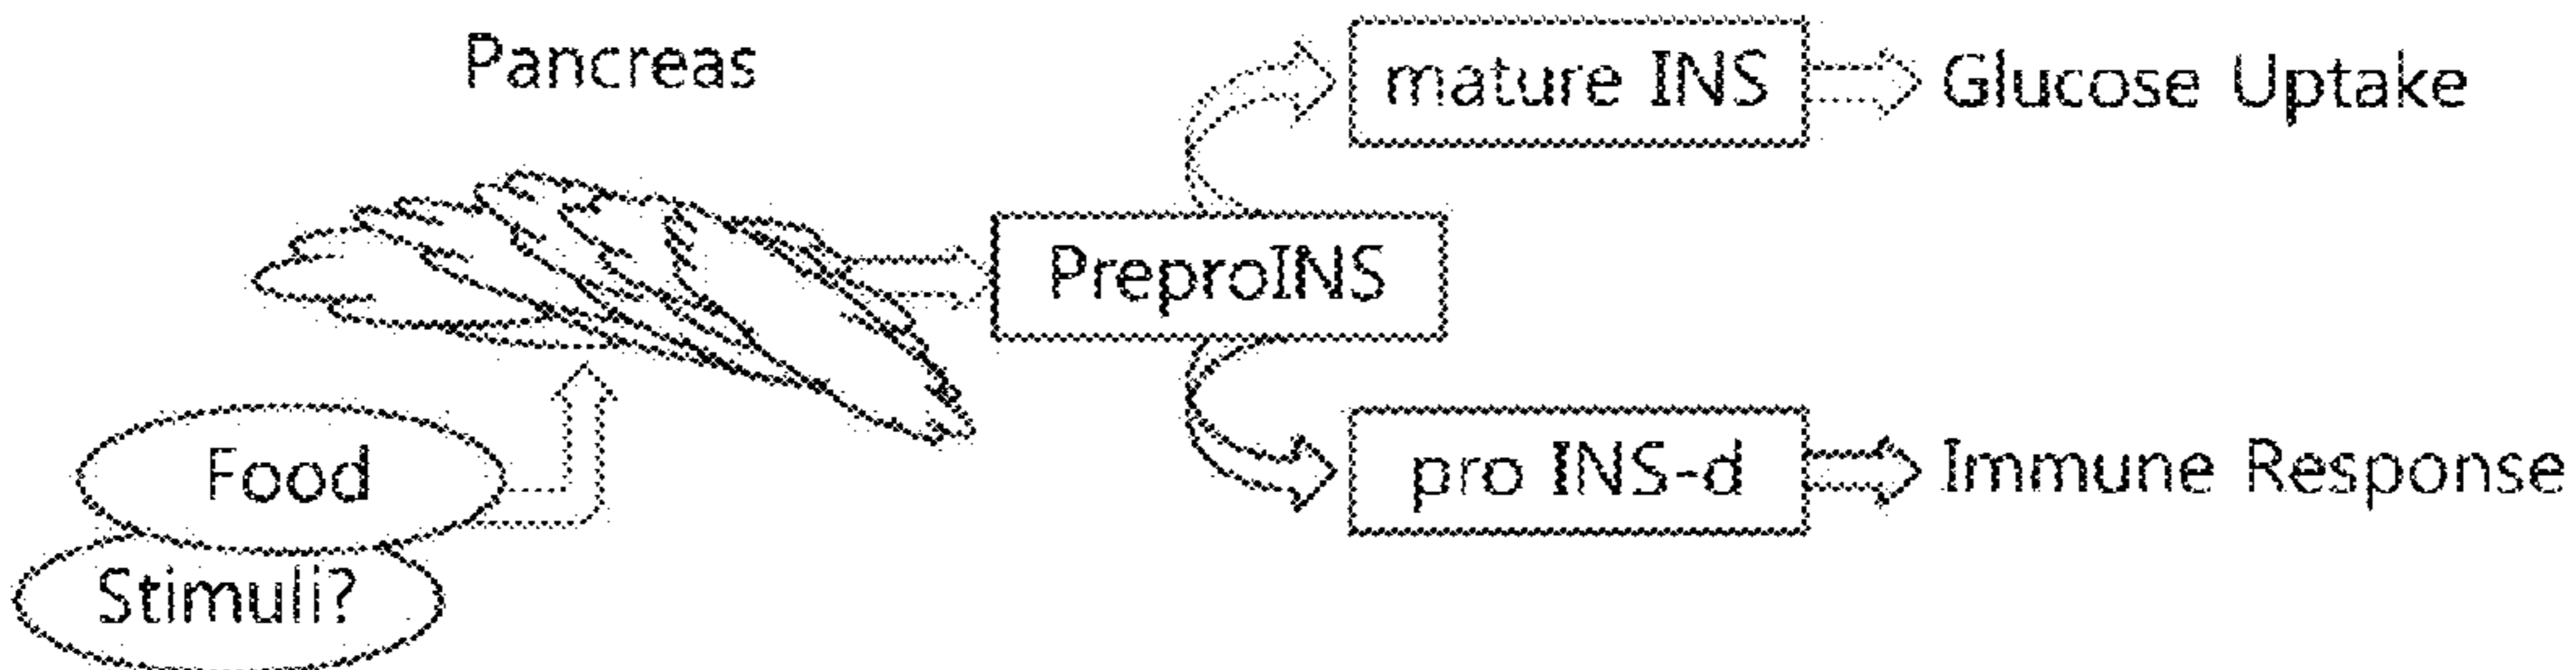 Pancreas
mature INS
Glucose Uptake
PreproINS
Food
pro INS-d
Immune Response
Stimuli?